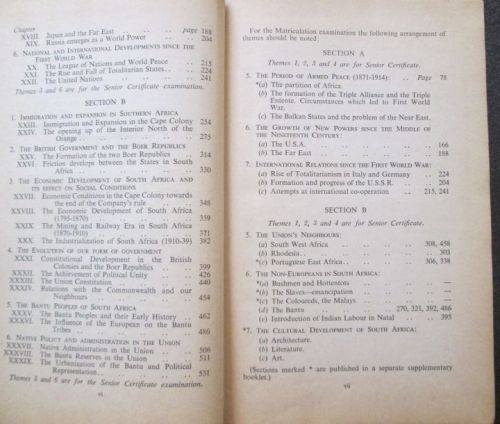 Chapter page
XVIII. Japan and the Far East .. .. .. 188
XIX. Russia emerges as a World Power .. .. 204
6. NATIONAL AND INTERNATIONAL DEVELOPMENTS SINCE THE
FIRST WORLD WAR
XX. The League of Nations and World Peace .. 215
XXI. The Rise and Fall of Totalitarian States .. .. 224
XXII. The United Nations .. .. .. .. 241
Themes 5 and 6 are for the Senior Certificate examination.
SECTION B
1. IMMIGRATION AND EXPANSION IN SOUTHERN AFRICA
XXIII. Immigration and Expansion in the Cape Colony 254
XXIV. The opening up of the Interior North of the
Orange .. .. .. .. .. 275
2. THE BRITISH GOVERNMENT AND THE BOER REPUBLICS
XXV. The Formation of the two Boer Republics .. 314
XXVI. Friction develops between the States in South
Africa .. .. .. .. .. 330
3. THE ECONOMIC DEVELOPMENT OF SOUTH AFRICA AND
ITS EFFECT ON SOCIAL CONDITIONS
XXVII. Economic Conditions in the Cape Colony towards
the end of the Company's rule .. .. 348
XXVIII. The Economic Development of South Africa
(1795-1870) .. .. .. .. 359
XXIX. The Mining and Railway Era in South Africa
(1870-1910) .. .. .. .. 371
XXX. The Industrialization of South Africa (1910-39) 382
4. THE EVOLUTION OF OUR FORM OF GOVERNMENT
XXXI. Constitutional Development in the British
Colonies and the Boer Republics .. .. 399
XXXII. The Achievement of Political Unity .. .. 426
XXXIII. The Union Constitution .. .. .. 440
XXXIV. Relations with the Commonwealth and our
Neighbours .. .. .. .. 454
5. THE BANTU PEOPLES OF SOUTH AFRICA
XXXV. The Bantu Peoples and their Early History .. 462
XXXVI. The Influence of the European on the Bantu
Tribes .. .. .. .. .. 486
6. NATIVE POLICY AND ADMINISTRATION IN THE UNION
XXXVII. Native Administration in the Union .. .. 506
XXXVIII. The Bantu Reserves in the Union .. .. 511
XXXIX. The Urbanisation of the Bantu and Political
Representation .. .. .. .. 531
Themes 5 and 6 are for the Senior Certificate examination.
vi
For the Matriculation examination the following arrangement of
themes should be noted:
SECTION A
Themes 1, 2, 3 and 4 are for Senior Certificate.
5. THE PERIOD OF ARMED PEACE (1871-1914): .. Page 78
*(a) The partition of Africa.
(b) The formation of the Triple Alliance and the Triple
Entente. Circumstances which led to First World
War.
(c) The Balkan States and the problem of the Near East.
6. THE GROWTH OF NEW POWERS SINCE THE MIDDLE OF
THE NINETEENTH CENTURY:
(a) The U.S.A. .. .. .. .. .. 166
(b) The Far East .. .. .. .. .. 188
7. INTERNATIONAL RELATIONS SINCE THE FIRST WORLD WAR:
(a) Rise of Totalitarianism in Italy and Germany .. 224
(b) Formation and progress of the U.S.S.R. .. 204
(c) Attempts at international co-operation .. 215, 241
SECTION B
Themes 1, 2, 3 and 4 are for Senior Certificate.
5. THE UNION'S NEIGHBOURS:
(a) South West Africa .. .. .. 308, 458
(b) Rhodesia .. .. .. .. .. 303
*(c) Portuguese East Africa .. .. .. 306, 338
6. THE NON-EUROPEANS IN SOUTH AFRICA:
*(a) Bushmen and Hottentots .. .. .. —
*(b) The Slaves—emancipation .. .. .. —
*(c) The Coloureds, the Malays .. .. .. —
(d) The Bantu .. .. 270, 321, 392, 486
(e) Introduction of Indian Labour in Natal .. 395
*7. THE CULTURAL DEVELOPMENT OF SOUTH AFRICA:
(a) Architecture.
(b) Literature.
(c) Art.
(Sections marked * are published in a separate supplementary
booklet.)
vii